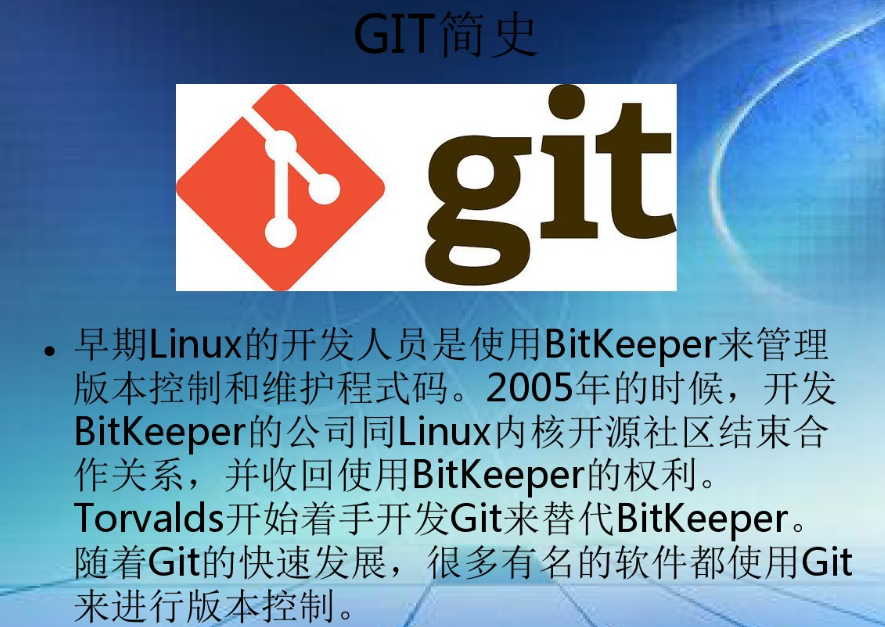 GIT简史
git
• 早期Linux的开发人员是使用BitKeeper来管理
版本控制和维护程式码。2005年的时候，开发
BitKeeper的公司同Linux内核开源社区结束合
作关系，并收回使用BitKeeper的权利。
Torvalds开始着手开发Git来替代BitKeeper。
随着Git的快速发展，很多有名的软件都使用Git
来进行版本控制。